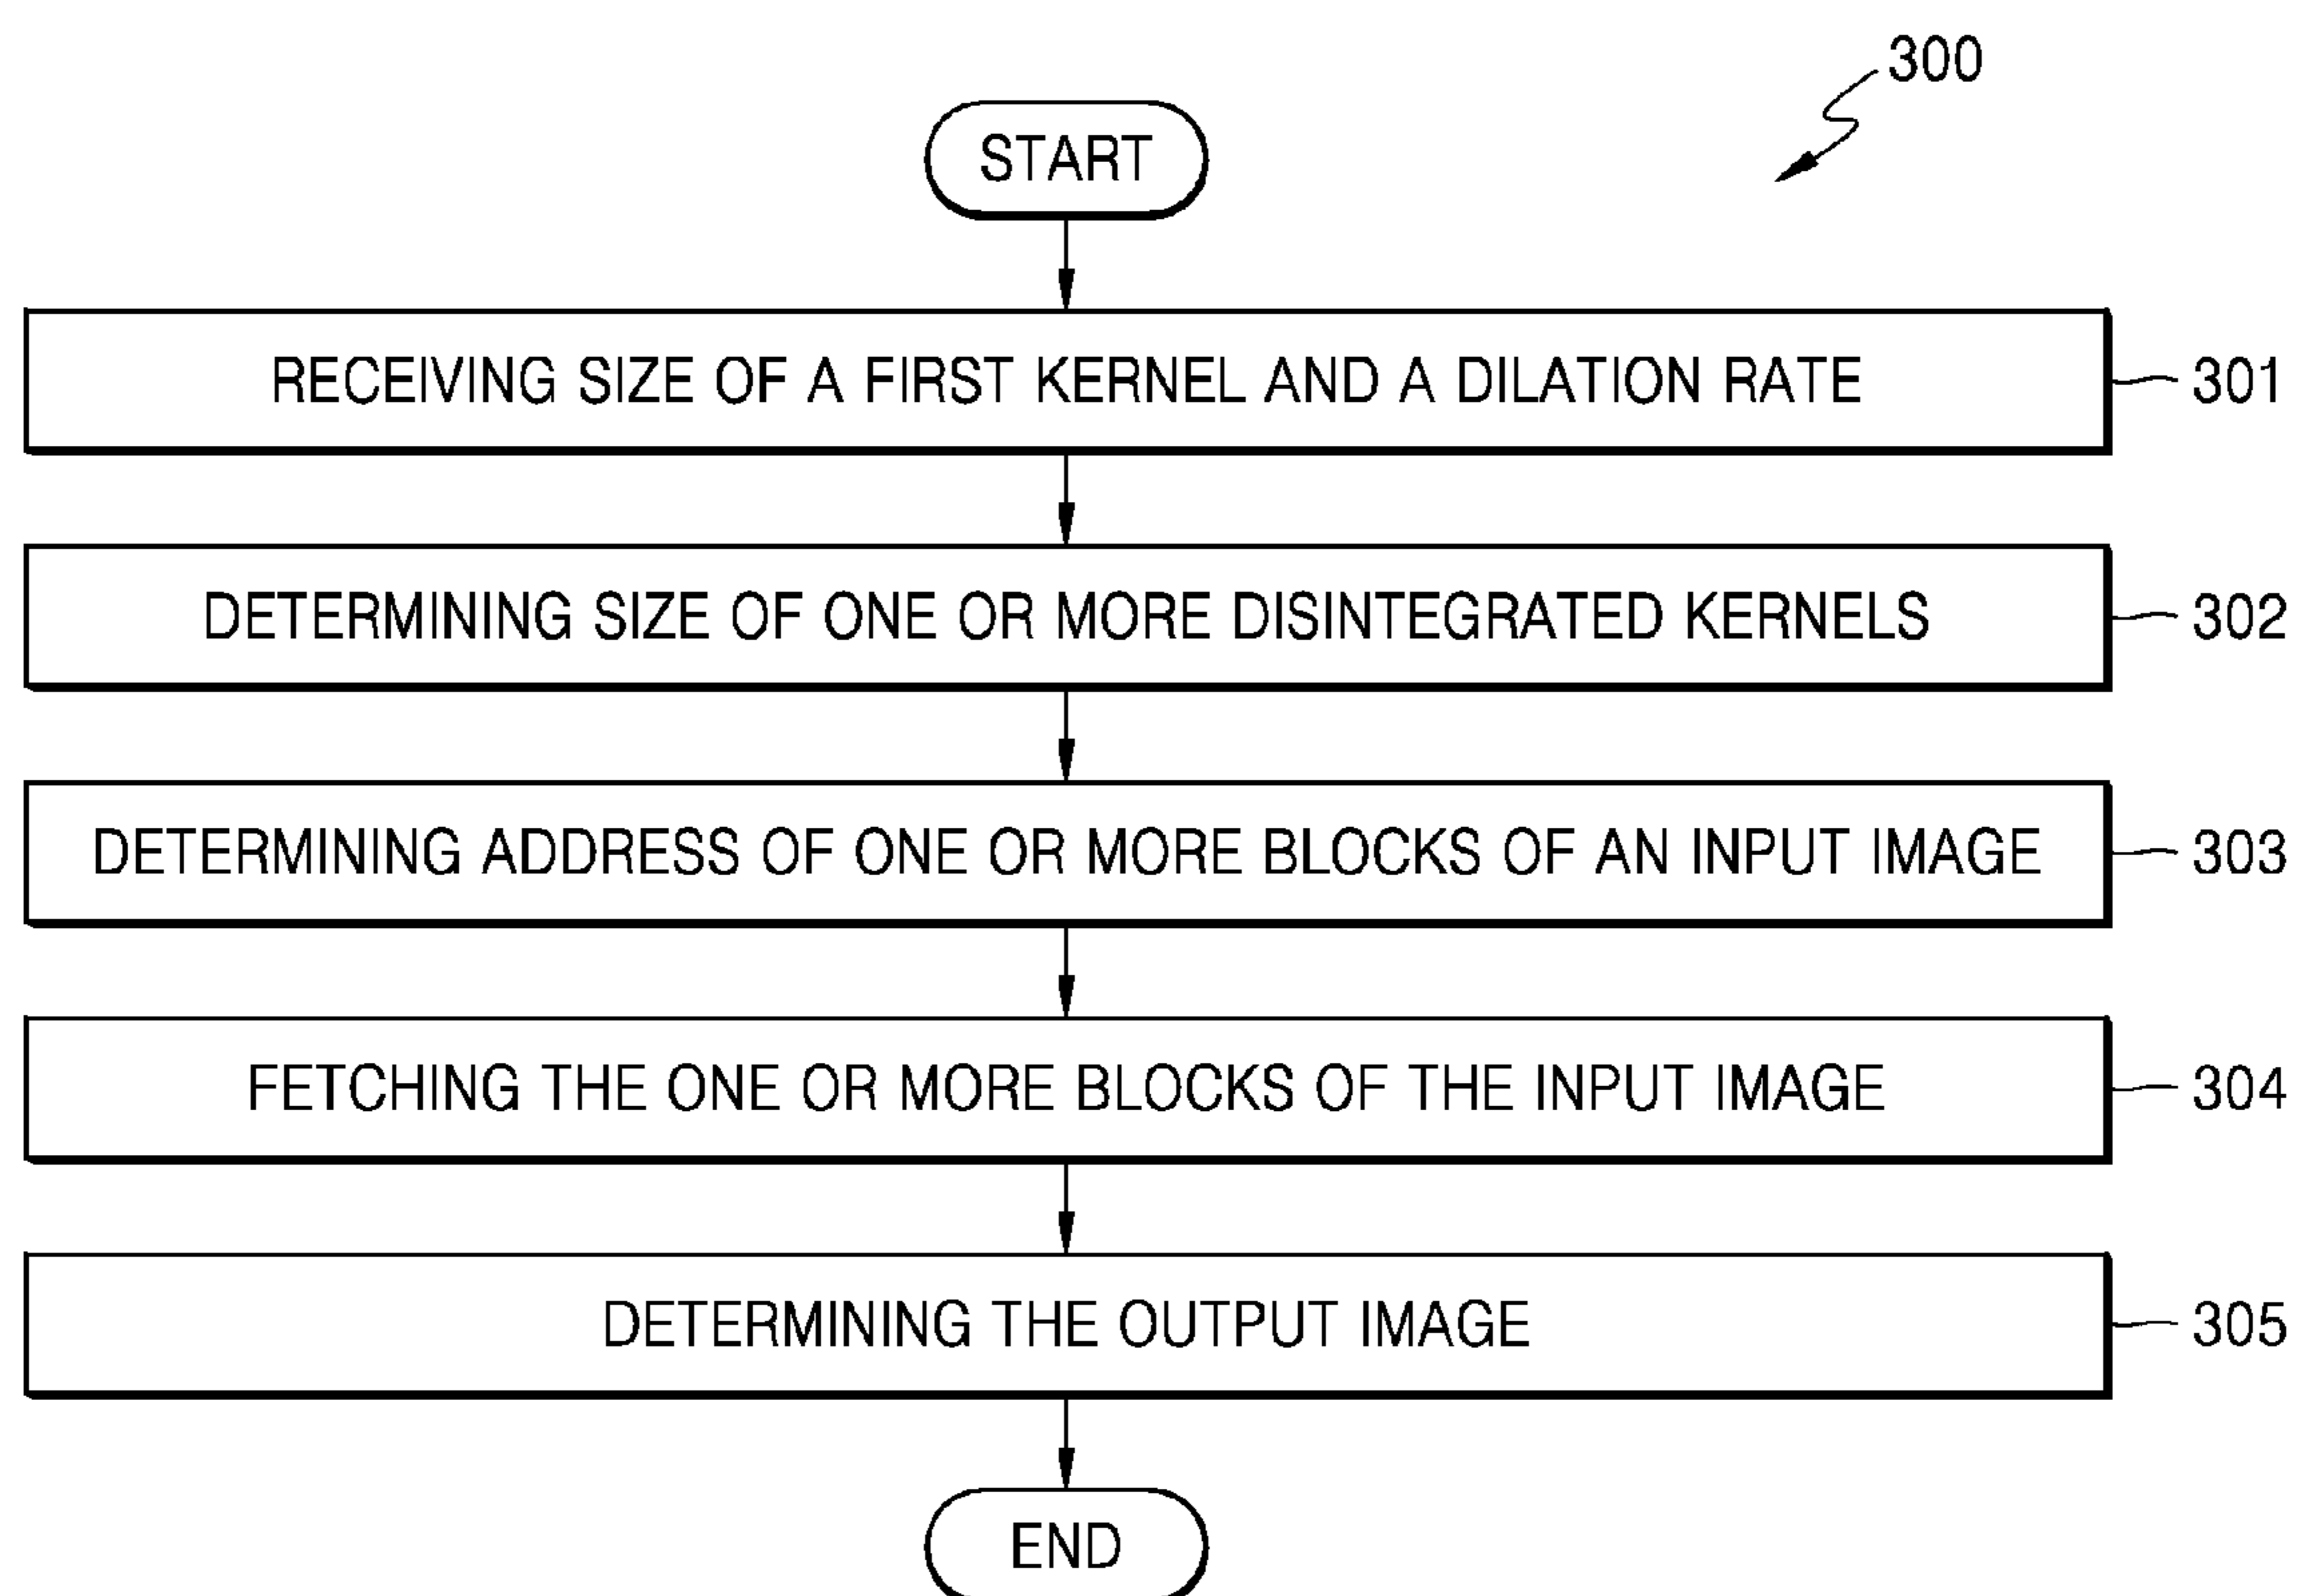 300
START
RECEIVING SIZE OF A FIRST KERNEL AND A DILATION RATE
301
DETERMINING SIZE OF ONE OR MORE DISINTEGRATED KERNELS
302
DETERMINING ADDRESS OF ONE OR MORE BLOCKS OF AN INPUT IMAGE
303
FETCHING THE ONE OR MORE BLOCKS OF THE INPUT IMAGE
304
DETERMINING THE OUTPUT IMAGE
305
END